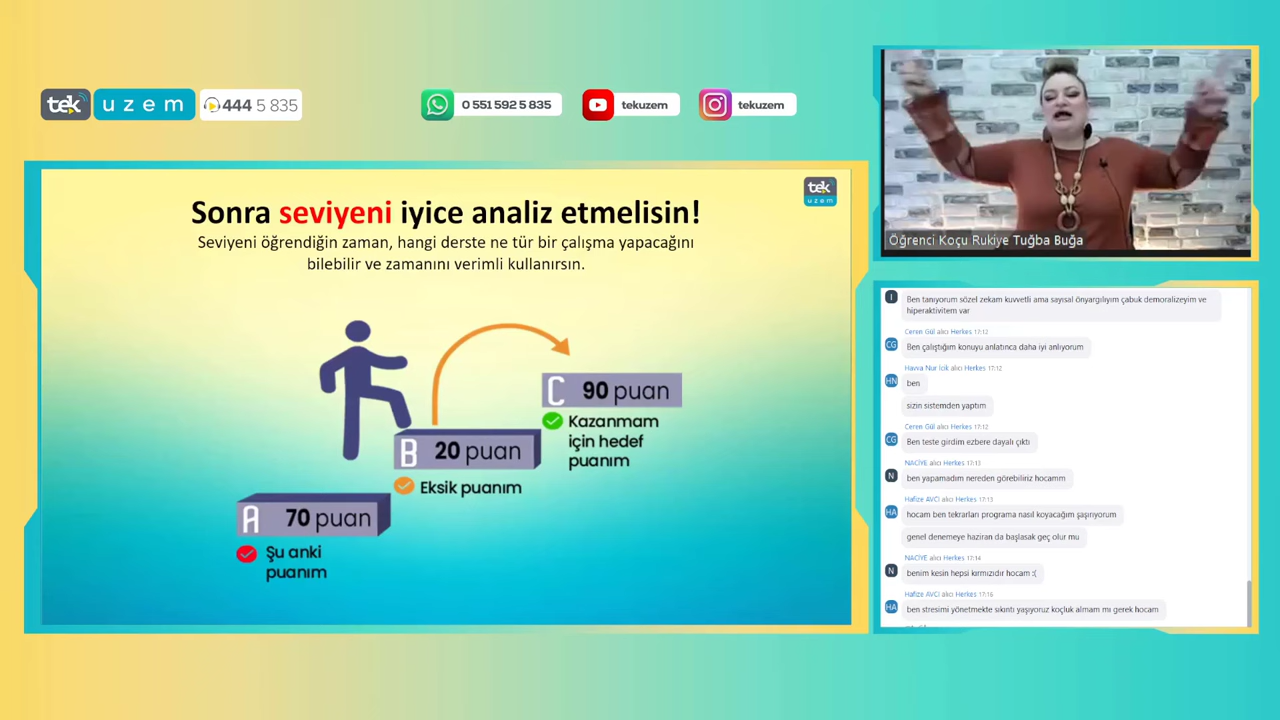 tek uzem 444 5 835
0 551 592 5 835
tekuzem
tekuzem
tek
uzem
Sonra seviyeni iyice analiz etmelisin!
Seviyeni öğrendiğin zaman, hangi derste ne tür bir çalışma yapacağını
bilebilir ve zamanını verimli kullanırsın.
C 90 puan
Kazanmam
için hedef
puanım
B 20 puan
Eksik puanım
A 70 puan
Şu anki
puanım
Öğrenci Koçu Rukiye Tuğba Buğa
I
Ben tanıyorum sözel zekam kuvvetli ama sayısal önyargılıyım çabuk demoralizeyim ve
hiperaktivitem var
Ceren Gül alıcı Herkes 17:12
CG
Ben çalıştığım konuyu anlatınca daha iyi anlıyorum
Havva Nur Icik alıcı Herkes 17:12
HN
ben
sizin sistemden yaptım
Ceren Gül alıcı Herkes 17:12
CG
Ben teste girdim ezbere dayalı çıktı
NACİYE alıcı Herkes 17:13
N
ben yapamadım nereden görebiliriz hocamm
Hafize AVCI alıcı Herkes 17:13
HA
hocam ben tekrarları programa nasıl koyacağım şaşırıyorum
genel denemeye haziran da başlasak geç olur mu
NACİYE alıcı Herkes 17:14
N
benim kesin hepsi kırmızıdır hocam :(
Hafize AVCI alıcı Herkes 17:16
HA
ben stresimi yönetmekte sıkıntı yaşıyoruz koçluk almam mı gerek hocam